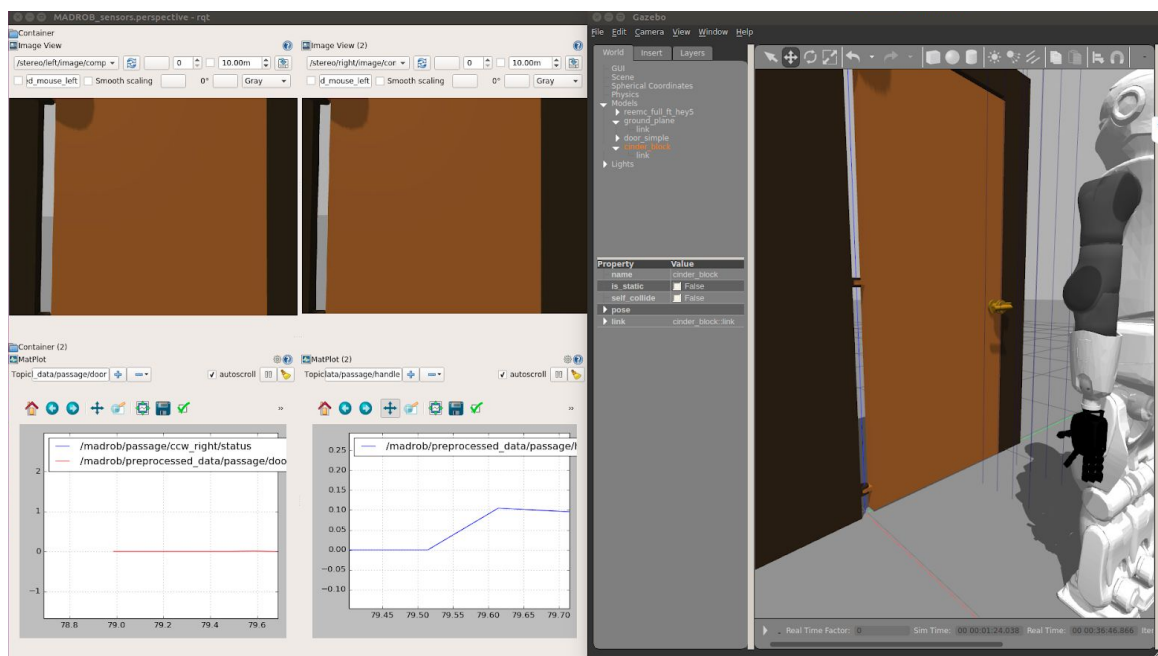 MADROB_sensors.perspective - rqt
Container
Image View
/stereo/left/image/comp
0
10.00m
d_mouse_left
Smooth scaling
0°
Gray
Image View (2)
/stereo/right/image/cor
0
10.00m
d_mouse_left
Smooth scaling
0°
Gray
Container (2)
MatPlot
Topic _data/passage/door
autoscroll
»
/madrob/passage/ccw_right/status
/madrob/preprocessed_data/passage/doo
2
1
0
−1
78.8 79.0 79.2 79.4 79.6
MatPlot (2)
Topic ata/passage/handle
autoscroll
»
/madrob/preprocessed_data/passage/h
0.25
0.20
0.15
0.10
0.05
0.00
−0.05
−0.10
79.45 79.50 79.55 79.60 79.65 79.70
Gazebo
File Edit Camera View Window Help
World Insert Layers
GUI
Scene
Spherical Coordinates
Physics
Models
reemc_full_ft_hey5
ground_plane
link
door_simple
cinder_block
link
Lights
Property Value
name cinder_block
is_static False
self_collide False
pose
link cinder_block::link
Real Time Factor: 0 Sim Time: 00 00:01:24.038 Real Time: 00 00:36:46.866 Iter